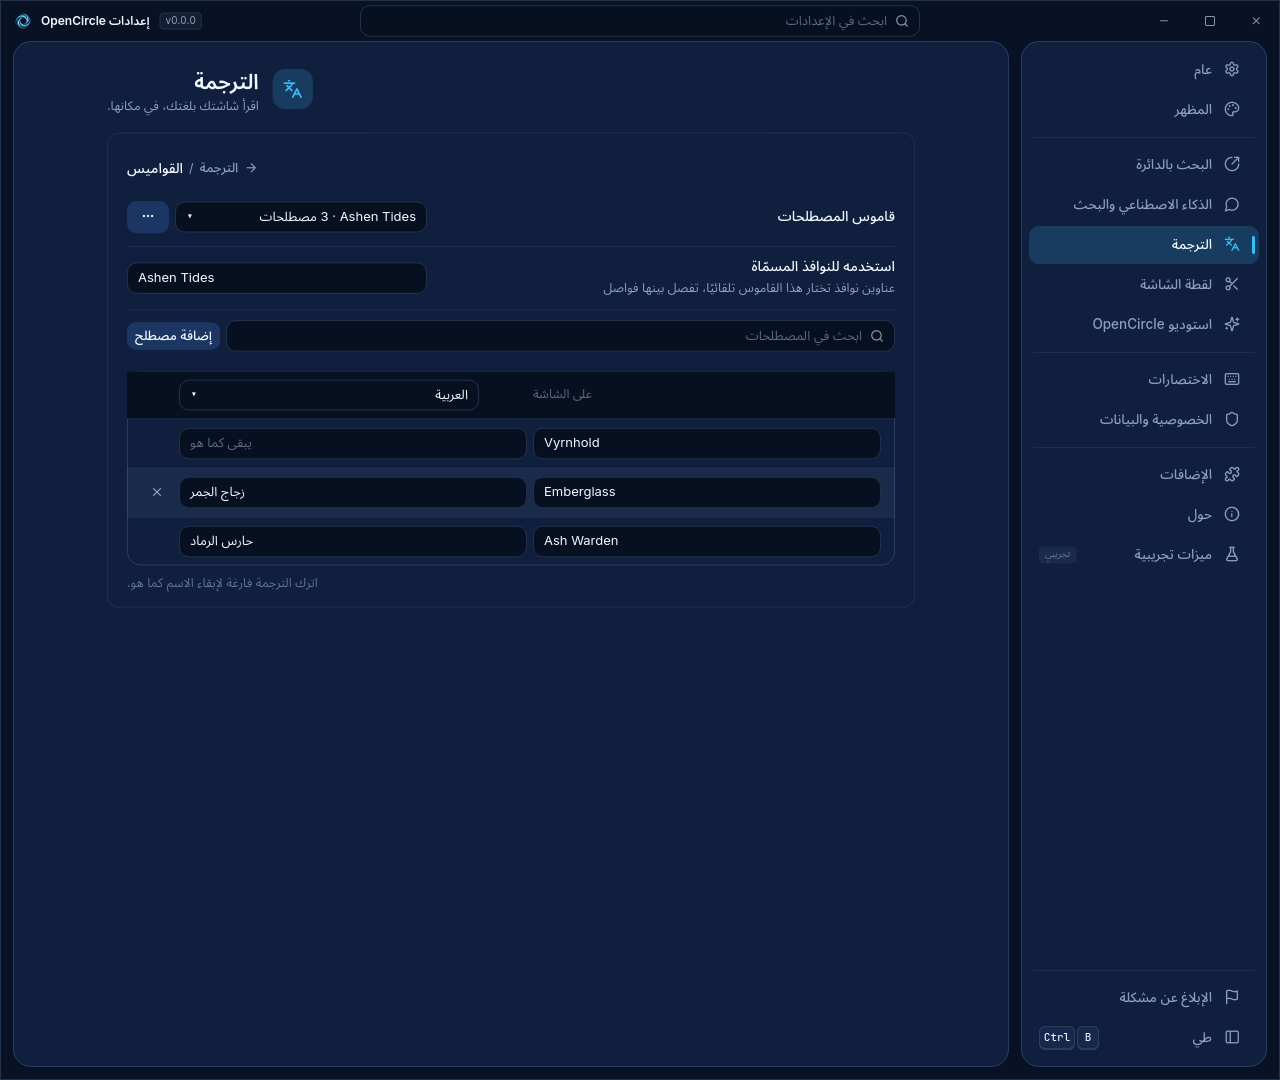 إعدادات OpenCircle v0.0.0
ابحث في الإعدادات
عام
المظهر
البحث بالدائرة
الذكاء الاصطناعي والبحث
الترجمة
لقطة الشاشة
استوديو OpenCircle
الاختصارات
الخصوصية والبيانات
الإضافات
حول
ميزات تجريبية تجريبي
الإبلاغ عن مشكلة
طي Ctrl B
الترجمة
اقرأ شاشتك بلغتك، في مكانها.
الترجمة / القواميس
قاموس المصطلحات
Ashen Tides · 3 مصطلحات
استخدمه للنوافذ المسمّاة
عناوين نوافذ تختار هذا القاموس تلقائيًا، تفصل بينها فواصل
Ashen Tides
ابحث في المصطلحات
إضافة مصطلح
على الشاشة
العربية
Vyrnhold
يبقى كما هو
Emberglass
زجاج الجمر
Ash Warden
حارس الرماد
اترك الترجمة فارغة لإبقاء الاسم كما هو.